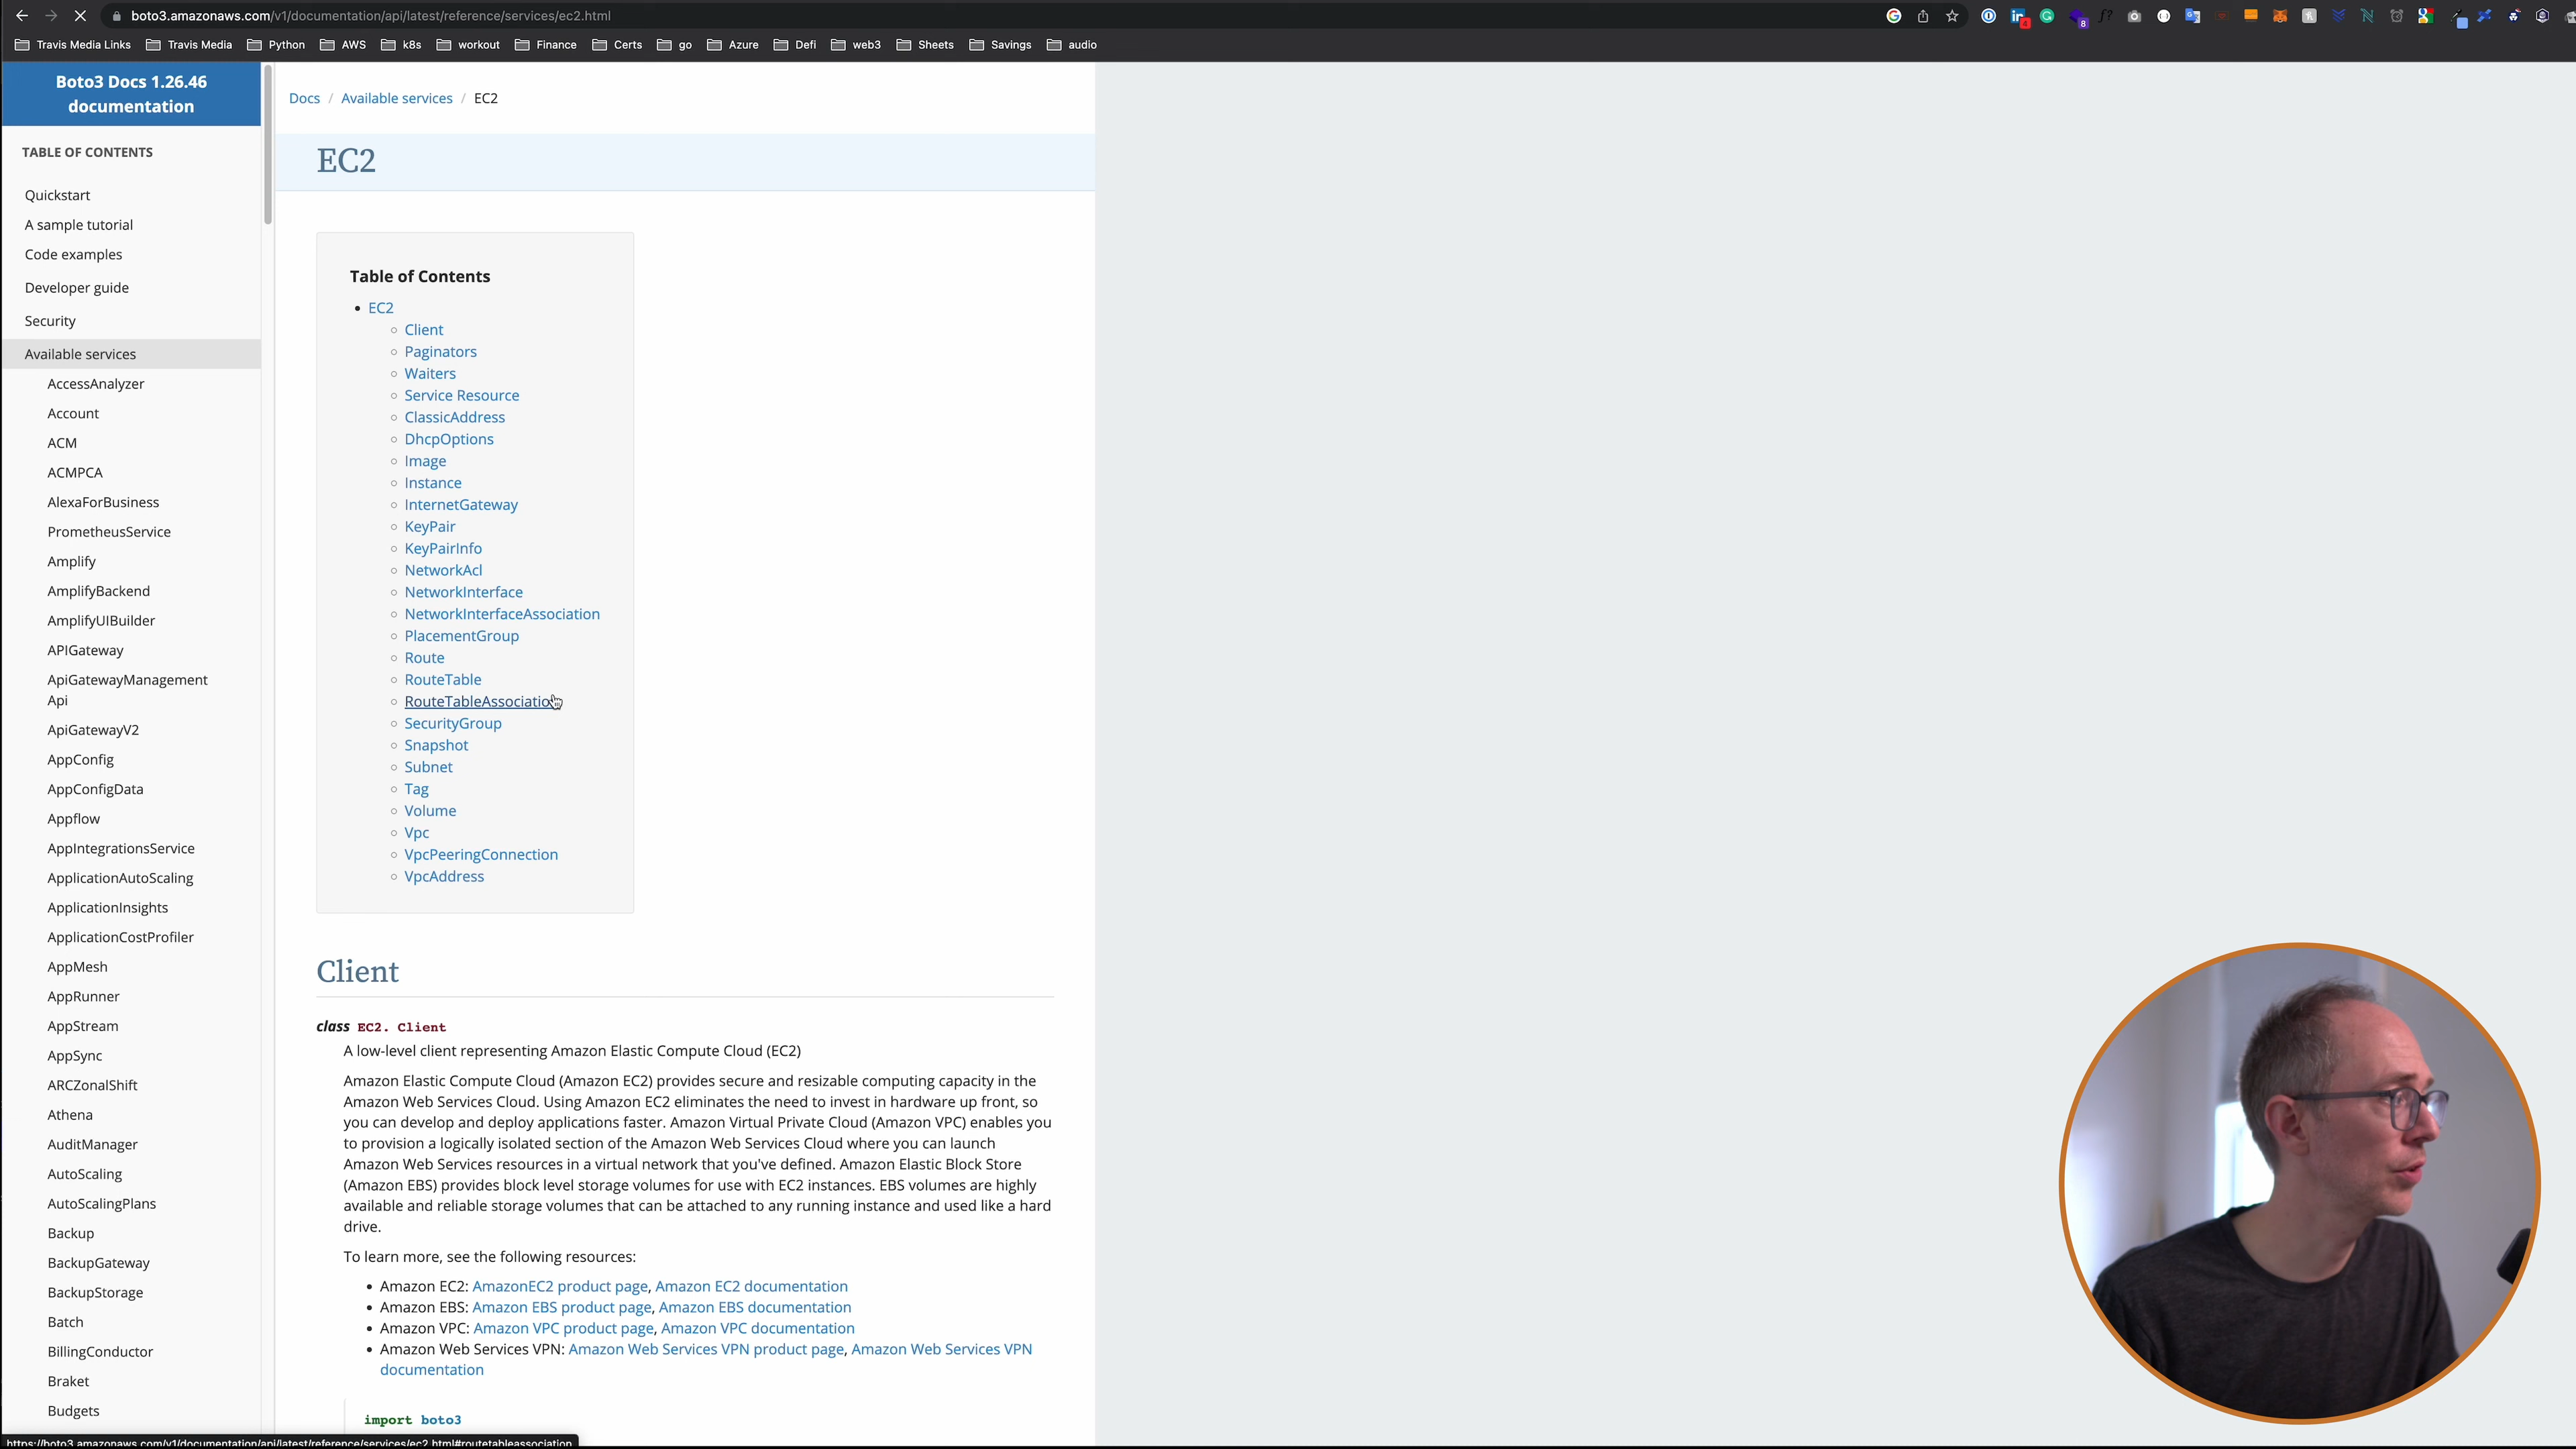 boto3.amazonaws.com/v1/documentation/api/latest/reference/services/ec2.html
Travis Media Links
Travis Media
Python
AWS
k8s
workout
Finance
Certs
go
Azure
Defi
web3
Sheets
Savings
audio
Boto3 Docs 1.26.46
documentation
TABLE OF CONTENTS
Quickstart
A sample tutorial
Code examples
Developer guide
Security
Available services
AccessAnalyzer
Account
ACM
ACMPCA
AlexaForBusiness
PrometheusService
Amplify
AmplifyBackend
AmplifyUIBuilder
APIGateway
ApiGatewayManagement
Api
ApiGatewayV2
AppConfig
AppConfigData
Appflow
AppIntegrationsService
ApplicationAutoScaling
ApplicationInsights
ApplicationCostProfiler
AppMesh
AppRunner
AppStream
AppSync
ARCZonalShift
Athena
AuditManager
AutoScaling
AutoScalingPlans
Backup
BackupGateway
BackupStorage
Batch
BillingConductor
Braket
Budgets
Docs / Available services / EC2
EC2
Table of Contents
• EC2
Client
Paginators
Waiters
Service Resource
ClassicAddress
DhcpOptions
Image
Instance
InternetGateway
KeyPair
KeyPairInfo
NetworkAcl
NetworkInterface
NetworkInterfaceAssociation
PlacementGroup
Route
RouteTable
RouteTableAssociation
SecurityGroup
Snapshot
Subnet
Tag
Volume
Vpc
VpcPeeringConnection
VpcAddress
Client
class EC2. Client
A low-level client representing Amazon Elastic Compute Cloud (EC2)
Amazon Elastic Compute Cloud (Amazon EC2) provides secure and resizable computing capacity in the
Amazon Web Services Cloud. Using Amazon EC2 eliminates the need to invest in hardware up front, so
you can develop and deploy applications faster. Amazon Virtual Private Cloud (Amazon VPC) enables you
to provision a logically isolated section of the Amazon Web Services Cloud where you can launch
Amazon Web Services resources in a virtual network that you've defined. Amazon Elastic Block Store
(Amazon EBS) provides block level storage volumes for use with EC2 instances. EBS volumes are highly
available and reliable storage volumes that can be attached to any running instance and used like a hard
drive.
To learn more, see the following resources:
• Amazon EC2: AmazonEC2 product page, Amazon EC2 documentation
• Amazon EBS: Amazon EBS product page, Amazon EBS documentation
• Amazon VPC: Amazon VPC product page, Amazon VPC documentation
• Amazon Web Services VPN: Amazon Web Services VPN product page, Amazon Web Services VPN
documentation
import boto3
https://boto3.amazonaws.com/v1/documentation/api/latest/reference/services/ec2.html#routetableassociation